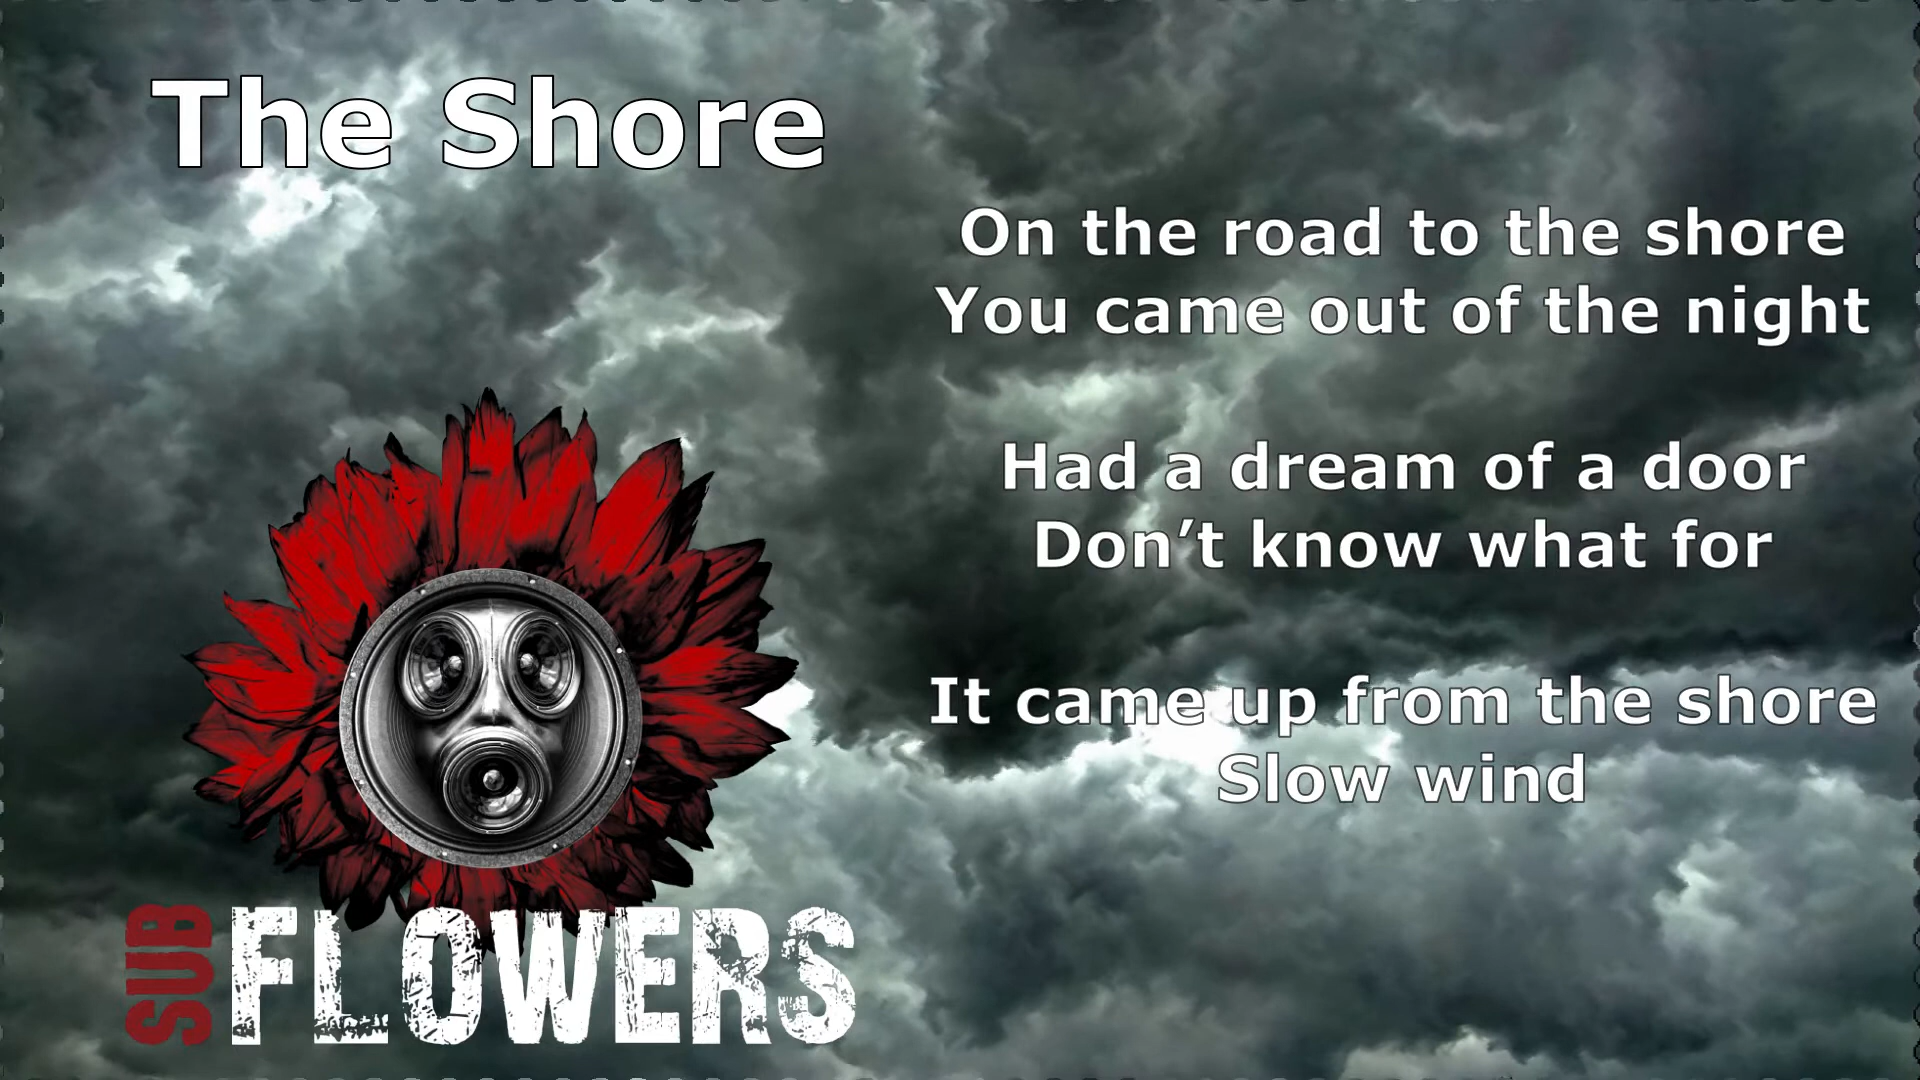 The Shore
On the road to the shore
You came out of the night
Had a dream of a door
Don’t know what for
It came up from the shore
Slow wind
SUB FLOWERS